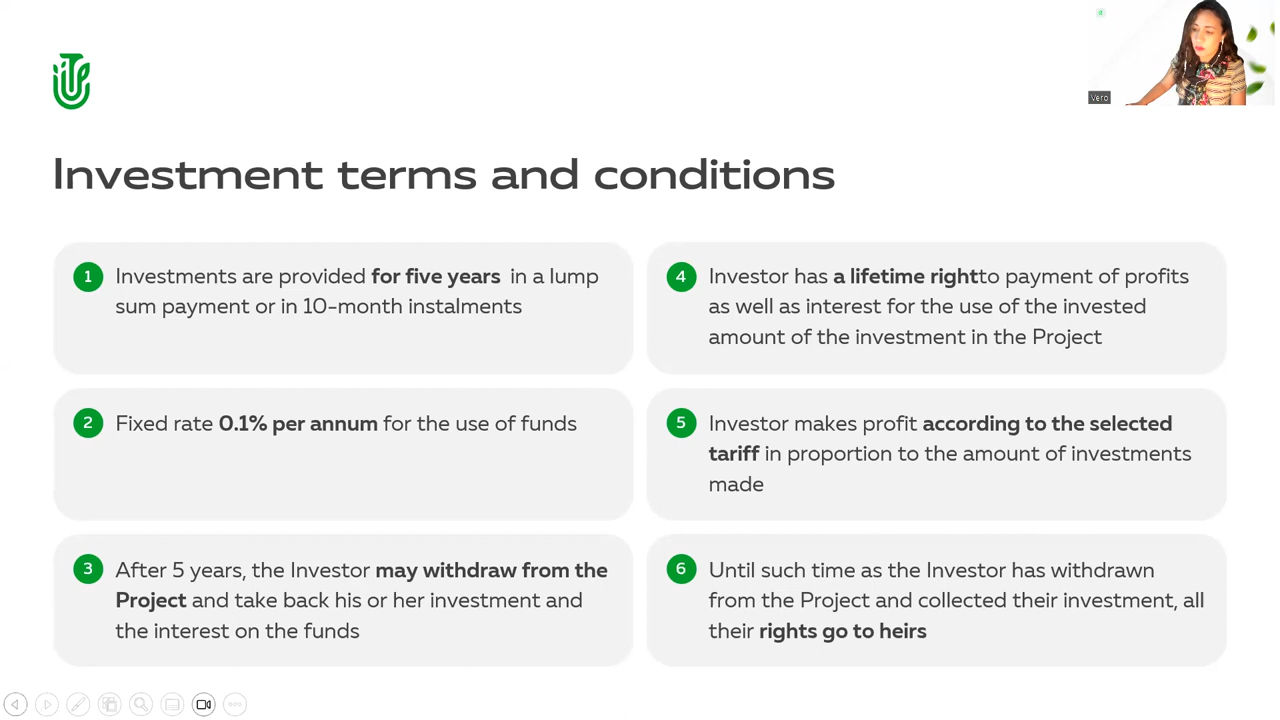 Vero
Investment terms and conditions
1
Investments are provided for five years in a lump
sum payment or in 10-month instalments
2
Fixed rate 0.1% per annum for the use of funds
3
After 5 years, the Investor may withdraw from the
Project and take back his or her investment and
the interest on the funds
4
Investor has a lifetime rightto payment of profits
as well as interest for the use of the invested
amount of the investment in the Project
5
Investor makes profit according to the selected
tariff in proportion to the amount of investments
made
6
Until such time as the Investor has withdrawn
from the Project and collected their investment, all
their rights go to heirs